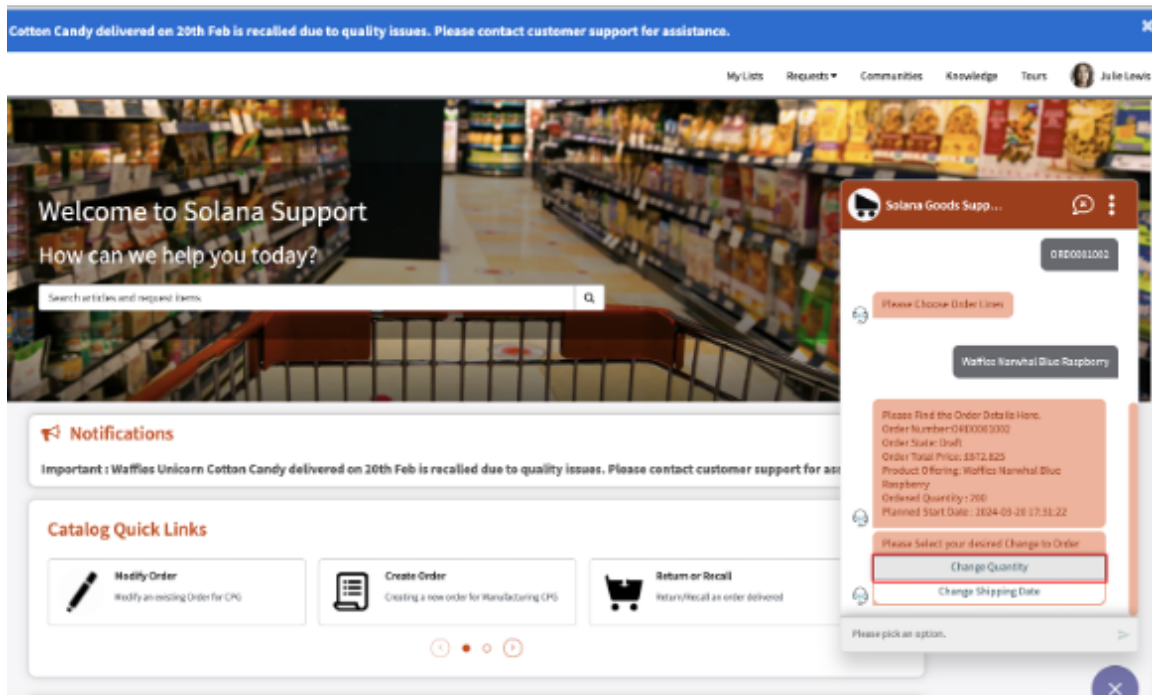 Cotton Candy delivered on 20th Feb is recalled due to quality issues. Please contact customer support for assistance.
My Lists Requests Communities Knowledge Tours Julie Lewis
Welcome to Solana Support
How can we help you today?
Search articles and request items
Notifications
Important : Waffles Unicorn Cotton Candy delivered on 20th Feb is recalled due to quality issues. Please contact customer support for
Catalog Quick Links
Modify Order
Modify an existing Order for CPG
Create Order
Creating a new order for Manufacturing CPG
Return or Recall
Return/Recall an order delivered
Solana Goods Supp...
ORD0001002
Please Choose Order Lines
Waffles Narwhal Blue Raspberry
Please Find the Order Details Here.
Order Number:ORD0001002
Order State: Draft
Order Total Price:
Product Offering: Waffles Narwhal Blue
Raspberry
Ordered Quantity : 200
Planned Start Date : 2024-03-20 17:31:22
Please Select your desired Change to Order
Change Quantity
Change Shipping Date
Please pick an option.